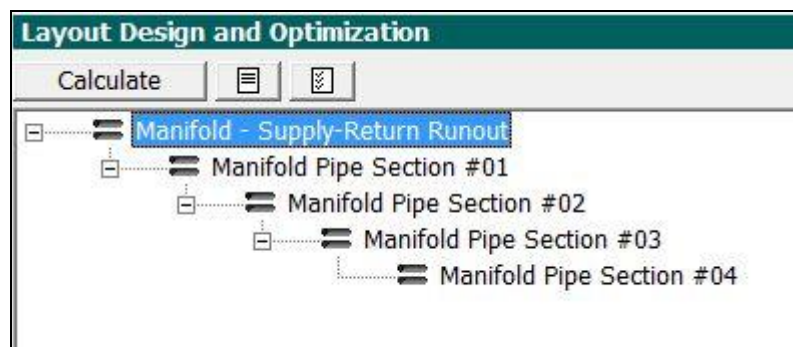 Layout Design and Optimization
Calculate
Manifold - Supply-Return Runout
Manifold Pipe Section #01
Manifold Pipe Section #02
Manifold Pipe Section #03
Manifold Pipe Section #04